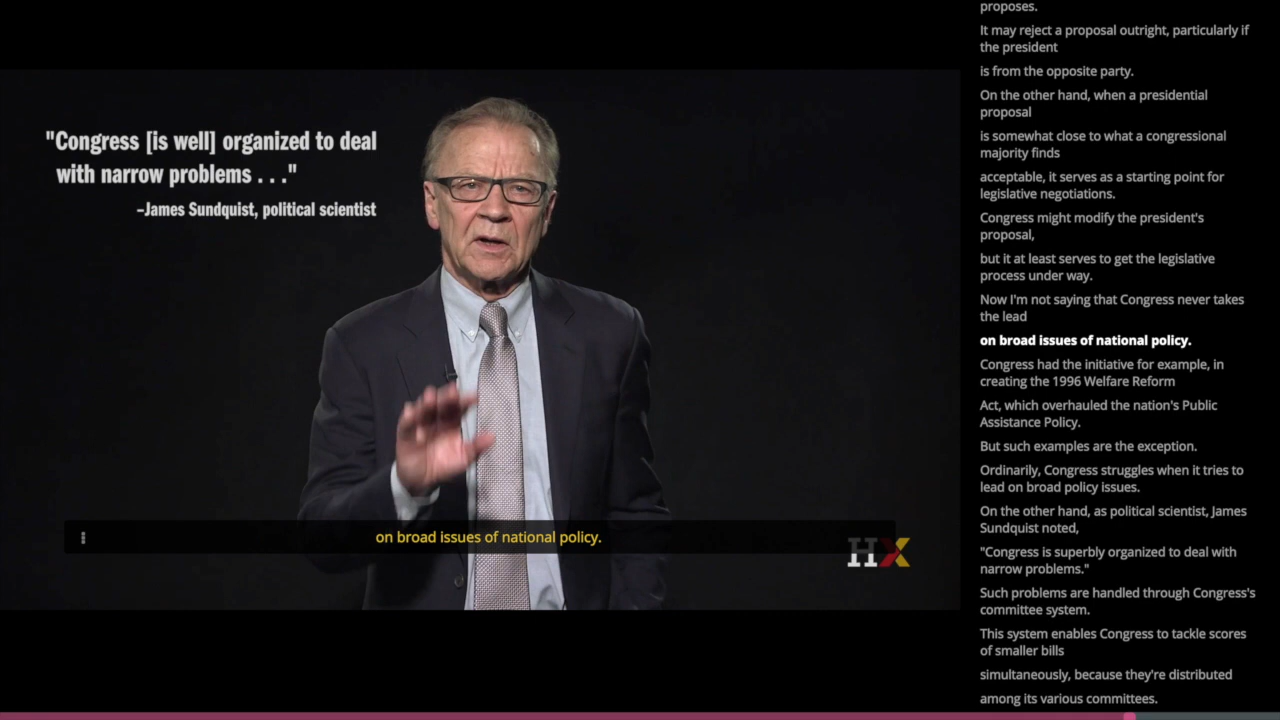 "Congress [is well] organized to deal
with narrow problems . . ."
–James Sundquist, political scientist
on broad issues of national policy.
HX
proposes.
It may reject a proposal outright, particularly if
the president
is from the opposite party.
On the other hand, when a presidential
proposal
is somewhat close to what a congressional
majority finds
acceptable, it serves as a starting point for
legislative negotiations.
Congress might modify the president's
proposal,
but it at least serves to get the legislative
process under way.
Now I'm not saying that Congress never takes
the lead
on broad issues of national policy.
Congress had the initiative for example, in
creating the 1996 Welfare Reform
Act, which overhauled the nation's Public
Assistance Policy.
But such examples are the exception.
Ordinarily, Congress struggles when it tries to
lead on broad policy issues.
On the other hand, as political scientist, James
Sundquist noted,
"Congress is superbly organized to deal with
narrow problems."
Such problems are handled through Congress's
committee system.
This system enables Congress to tackle scores
of smaller bills
simultaneously, because they're distributed
among its various committees.